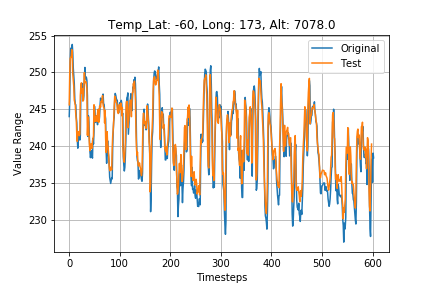 Temp_Lat: -60, Long: 173, Alt: 7078.0
Original
Test
Value Range
255
250
245
240
235
230
0 100 200 300 400 500 600
Timesteps